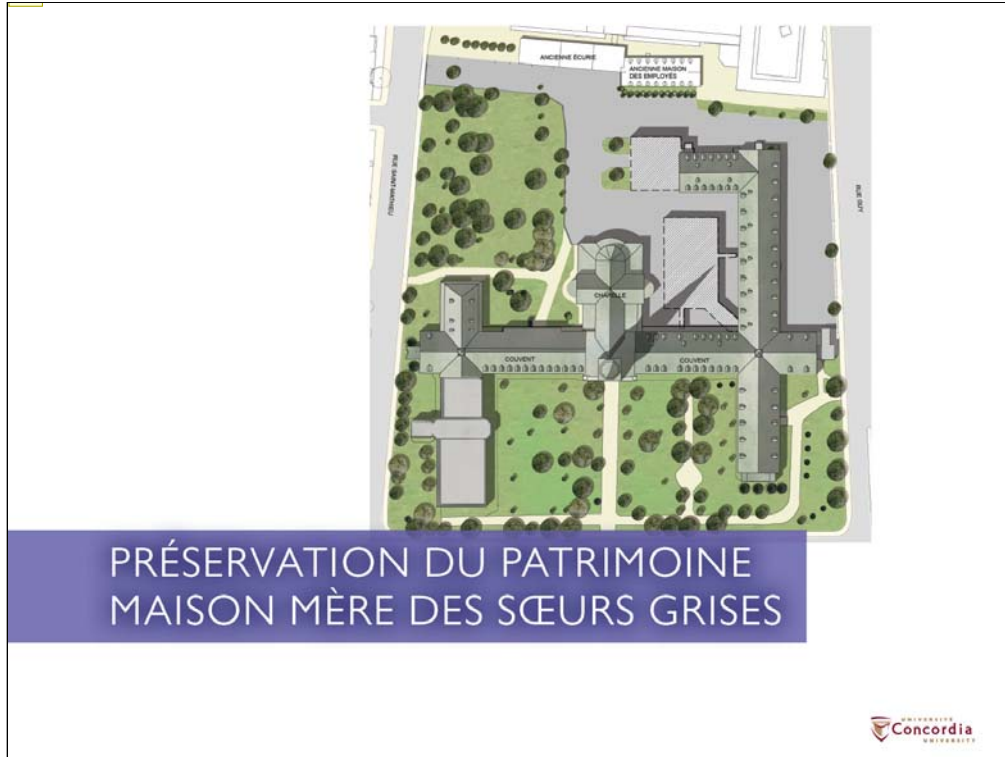 ANCIENNE ÉCURIE
ANCIENNE MAISON
DES EMPLOYÉS
RUE SAINT-MATHIEU
RUE GUY
CHAPELLE
COUVENT
COUVENT
PRÉSERVATION DU PATRIMOINE
MAISON MÈRE DES SŒURS GRISES
UNIVERSITÉ
Concordia
UNIVERSITY